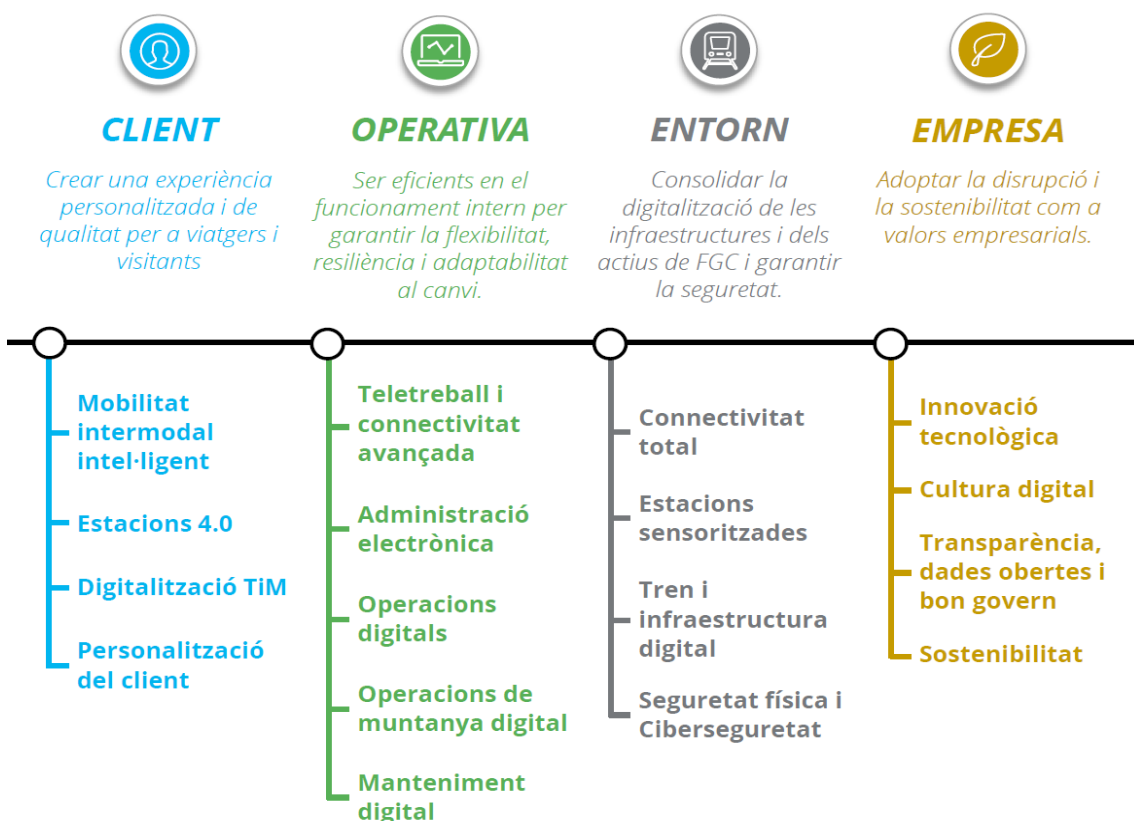 CLIENT
Crear una experiència
personalitzada i de
qualitat per a viatgers i
visitants
Mobilitat
intermodal
intel·ligent
Estacions 4.0
Digitalització TiM
Personalització
del client
OPERATIVA
Ser eficients en el
funcionament intern per
garantir la flexibilitat,
resiliència i adaptabilitat
al canvi.
Teletreball i
connectivitat
avançada
Administració
electrònica
Operacions
digitals
Operacions de
muntanya digital
Manteniment
digital
ENTORN
Consolidar la
digitalització de les
infraestructures i dels
actius de FGC i garantir
la seguretat.
Connectivitat
total
Estacions
sensoritzades
Tren i
infraestructura
digital
Seguretat física i
Ciberseguretat
EMPRESA
Adoptar la disrupció i
la sostenibilitat com a
valors empresarials.
Innovació
tecnològica
Cultura digital
Transparència,
dades obertes i
bon govern
Sostenibilitat